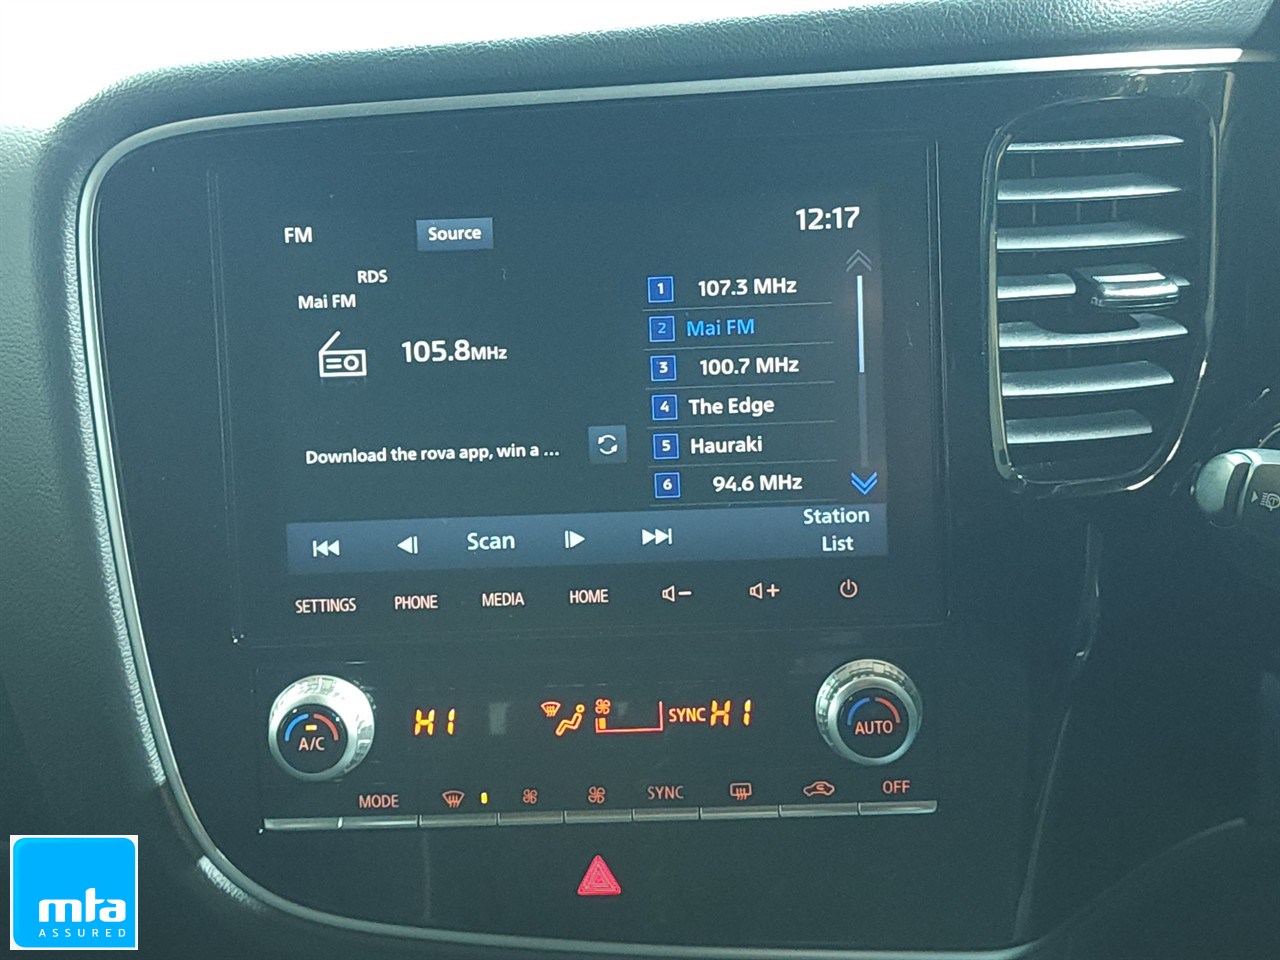 FM
Source
12:17
RDS
Mai FM
105.8MHz
Download the rova app, win a ...
1 107.3 MHz
2 Mai FM
3 100.7 MHz
4 The Edge
5 Hauraki
6 94.6 MHz
Scan
Station
List
SETTINGS PHONE MEDIA HOME
A/C
HI
SYNC HI
AUTO
MODE
SYNC
OFF
mta
ASSURED